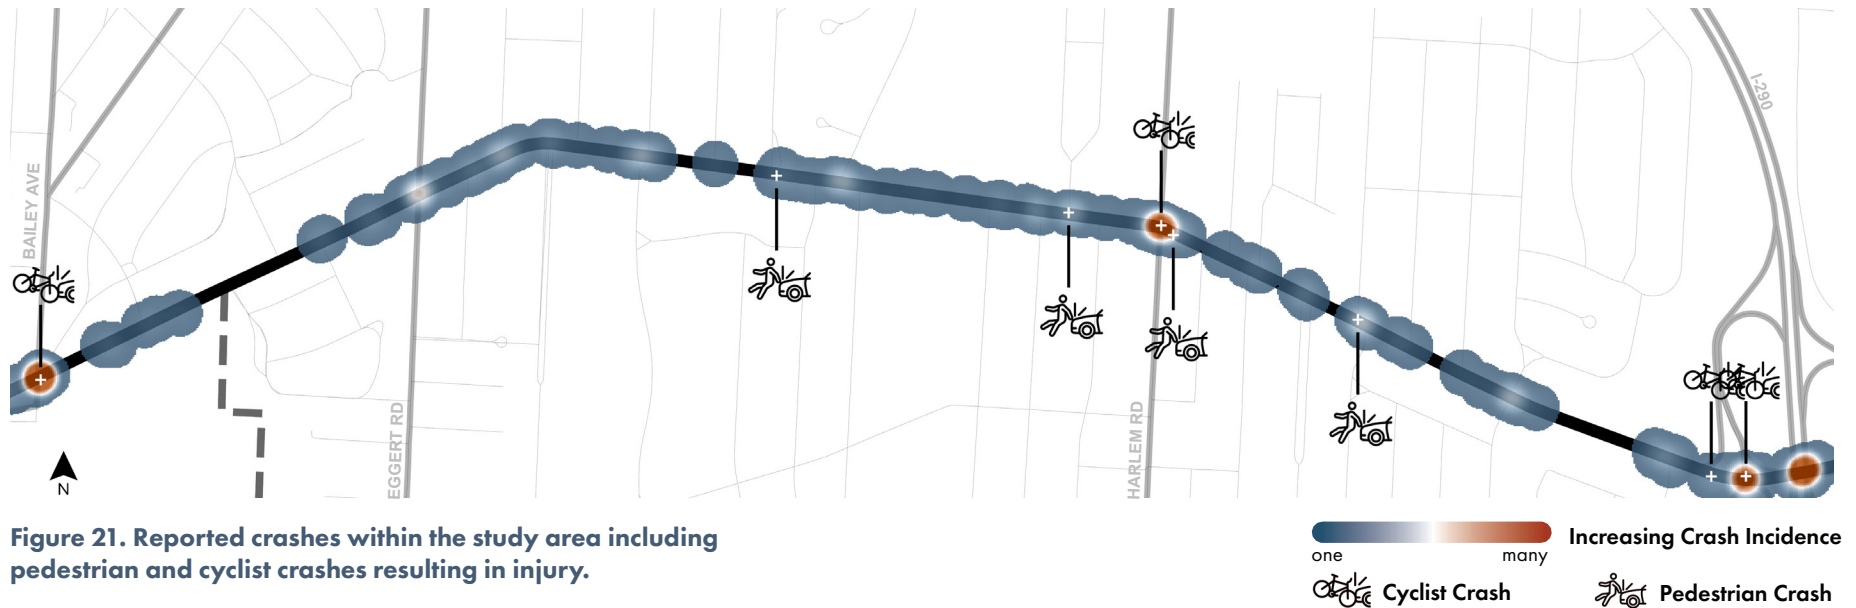 I-290
BAILEY AVE
EGGERT RD
HARLEM RD
N
Figure 21. Reported crashes within the study area including
pedestrian and cyclist crashes resulting in injury.
Increasing Crash Incidence
one many
Cyclist Crash Pedestrian Crash